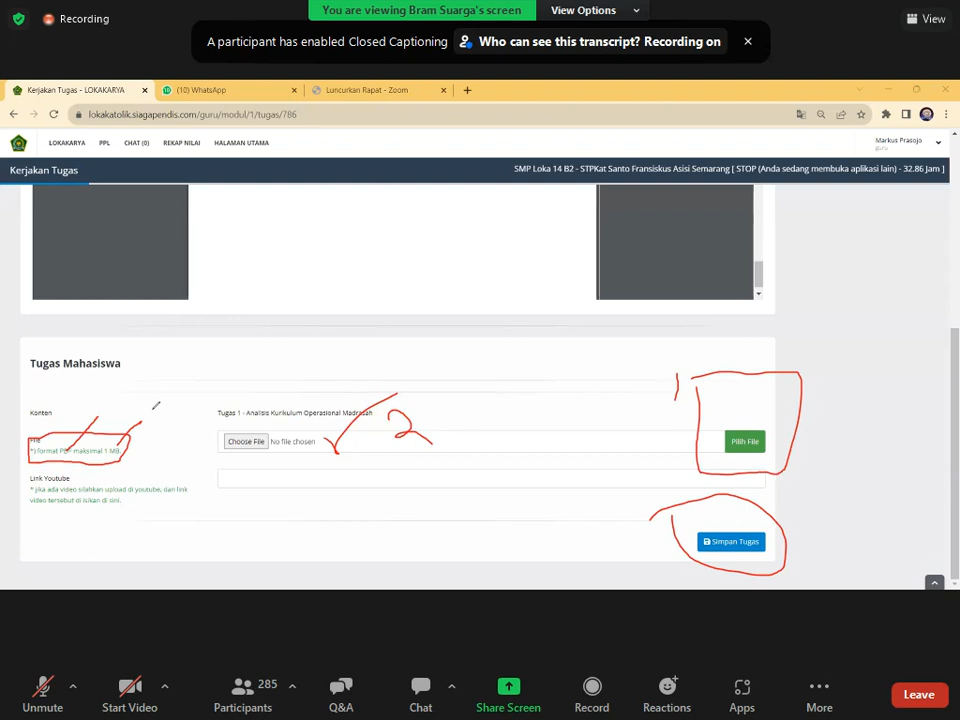 You are viewing Bram Suarga's screen
View Options
Recording
View
A participant has enabled Closed Captioning
Who can see this transcript? Recording on
Kerjakan Tugas - LOKAKARYA
(10) WhatsApp
Luncurkan Rapat - Zoom
lokakatolik.siagapendis.com/guru/modul/1/tugas/786
LOKAKARYA
PPL
CHAT (0)
REKAP NILAI
HALAMAN UTAMA
Markus Prasojo
guru
Kerjakan Tugas
SMP Loka 14 B2 - STPKat Santo Fransiskus Asisi Semarang [ STOP (Anda sedang membuka aplikasi lain) - 32.86 Jam ]
Tugas Mahasiswa
1
Konten
Tugas 1 - Analisis Kurikulum Operasional Madrasah
2
File
Choose File No file chosen
Pilih File
*) format maksimal 1 MB.
Link Youtube
* jika ada video silahkan upload di youtube, dan link
video tersebut di isikan di sini.
Simpan Tugas
Unmute
Start Video
285
Participants
Q&A
Chat
Share Screen
Record
Reactions
Apps
More
Leave